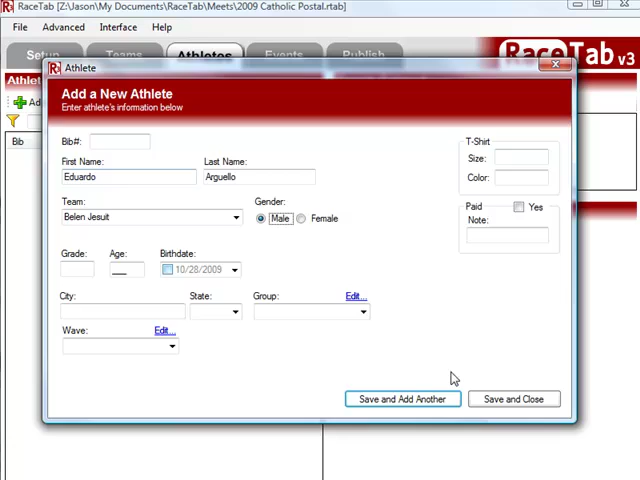 RaceTab [Z:\Jason\My Documents\RaceTab\Meets\2009 Catholic Postal.rtab]
File Advanced Interface Help
Setup Teams Athletes Events Publish
RaceTab v3
Athlete
Add a New Athlete
Enter athlete's information below
Bib
Bib#:
First Name: Last Name:
Eduardo Arguello
Team: Gender:
Belen Jesuit Male Female
Grade: Age: Birthdate:
10/28/2009
City: State: Group: Edit...
Wave: Edit...
T-Shirt
Size:
Color:
Paid Yes
Note:
Save and Add Another Save and Close